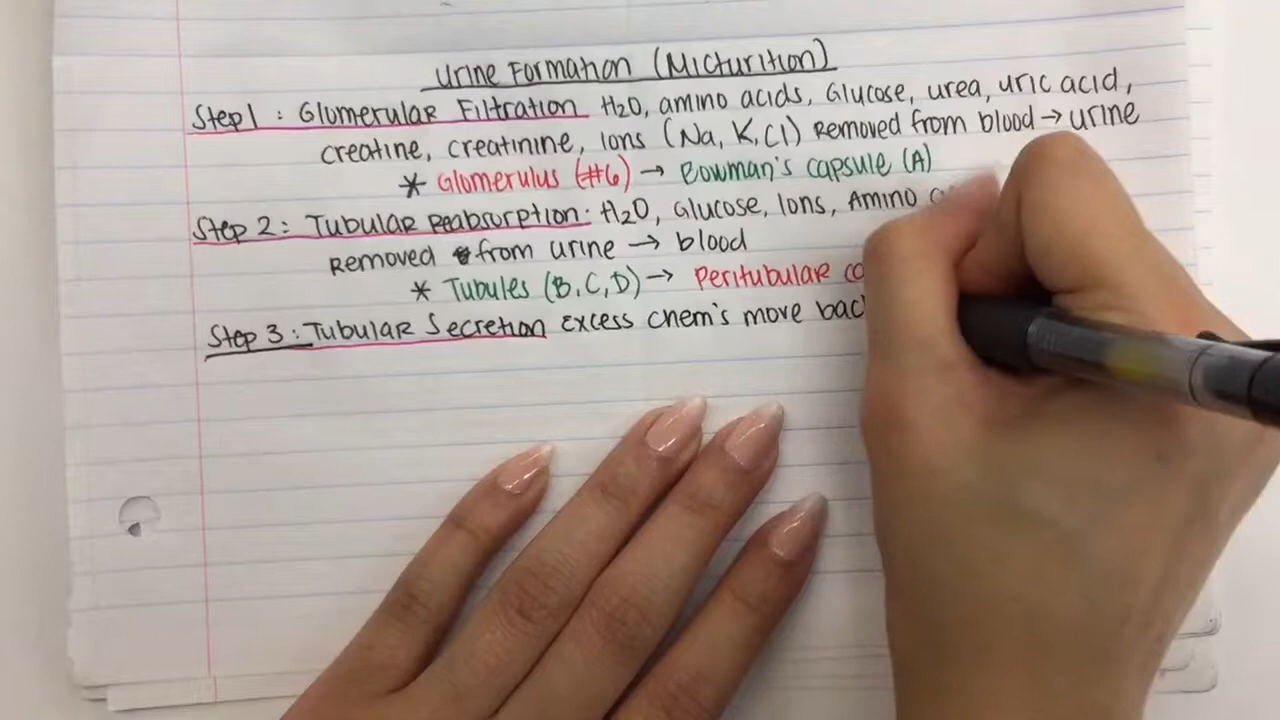 Urine Formation (Micturition)
Step 1 : Glomerular Filtration H2O, amino acids, Glucose, urea, uric acid,
creatine, creatinine, Ions (Na, K, Cl) Removed from blood → urine
* Glomerulus (#6) → Bowman's capsule (A)
Step 2: Tubular Reabsorption: H2O, Glucose, Ions, Amino
Removed from urine → blood
* Tubules (B, C, D) → Peritubular
Step 3: Tubular Secretion Excess chem's move